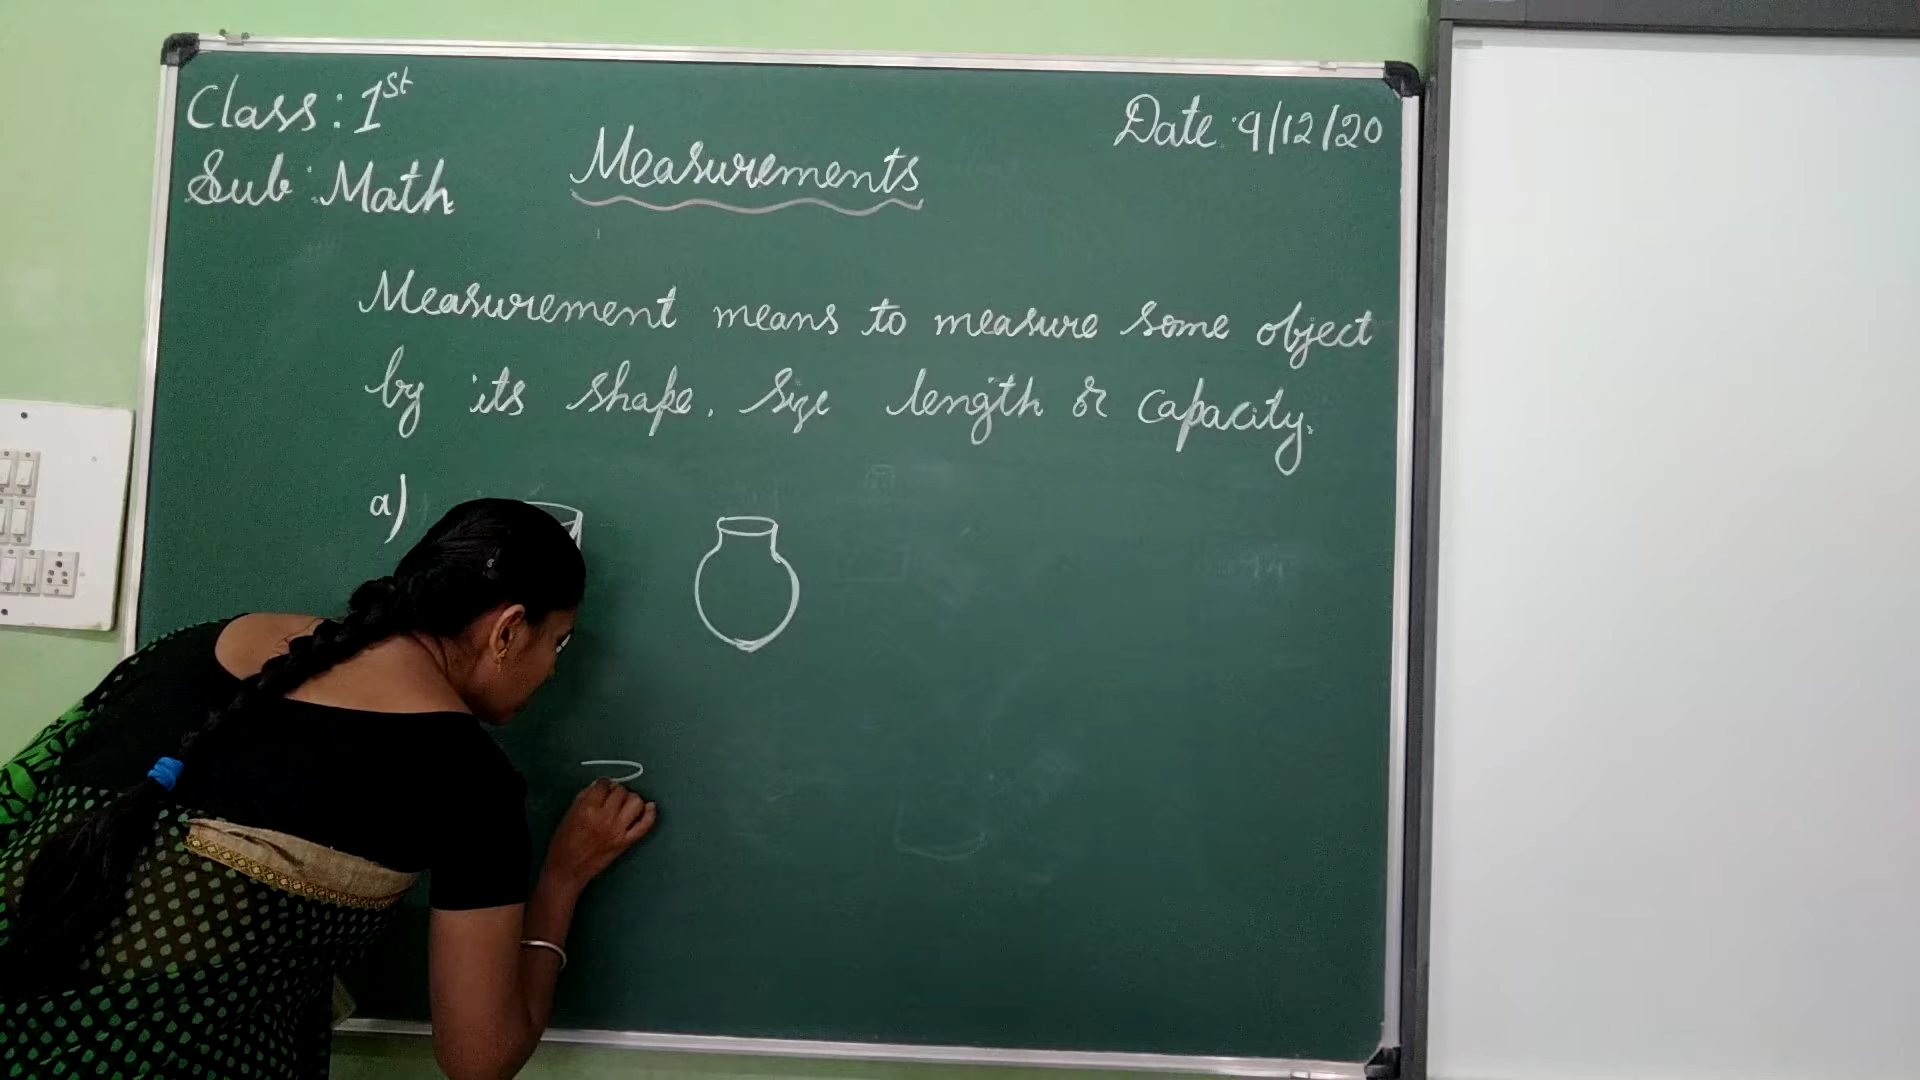 Class : 1st
Date : 9/12/20
Sub : Math
Measurements
Measurement means to measure some object
by its shape, size length or capacity.
a)